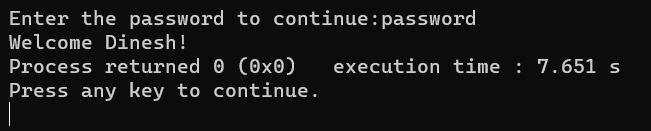 Enter the password to continue:password
Welcome Dinesh!
Process returned 0 (0x0)   execution time : 7.651 s
Press any key to continue.